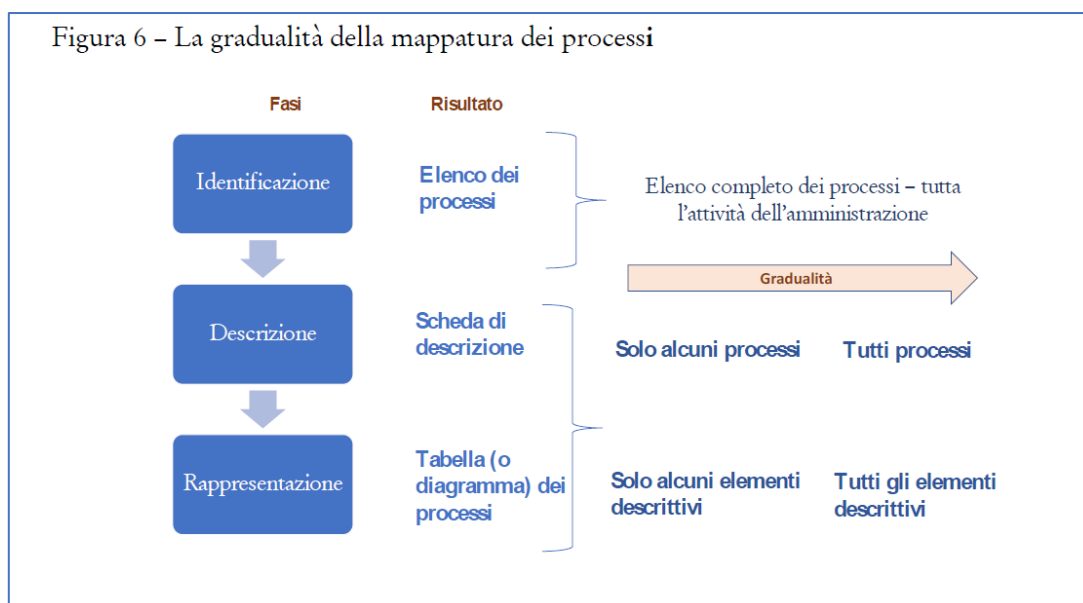 Figura 6 – La gradualità della mappatura dei processi
Fasi
Risultato
Identificazione
Elenco dei
processi
Elenco completo dei processi – tutta
l'attività dell'amministrazione
Gradualità
Descrizione
Scheda di
descrizione
Solo alcuni processi
Tutti processi
Rappresentazione
Tabella (o
diagramma) dei
processi
Solo alcuni elementi
descrittivi
Tutti gli elementi
descrittivi